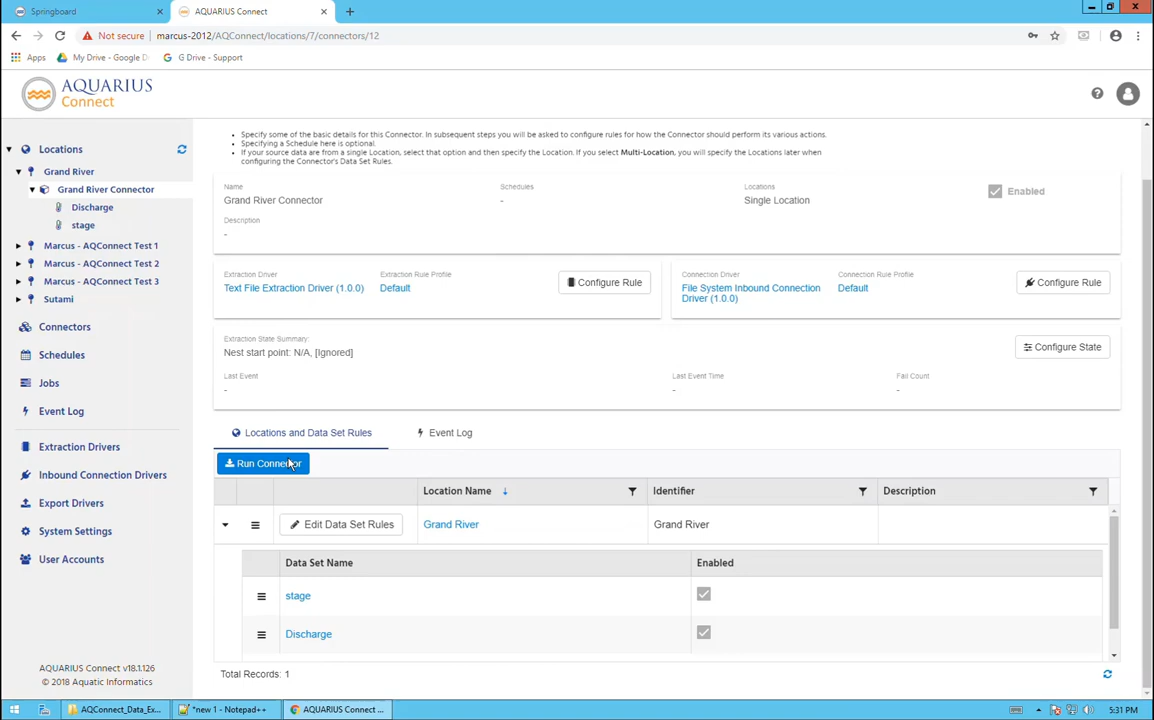 Springboard
AQUARIUS Connect
Not secure | marcus-2012/AQConnect/locations/7/connectors/12
Apps My Drive - Google D G Drive - Support
AQUARIUS
Connect
Locations
Grand River
Grand River Connector
Discharge
stage
Marcus - AQConnect Test 1
Marcus - AQConnect Test 2
Marcus - AQConnect Test 3
Sutami
Connectors
Schedules
Jobs
Event Log
Extraction Drivers
Inbound Connection Drivers
Export Drivers
System Settings
User Accounts
AQUARIUS Connect v18.1.126
© 2018 Aquatic Informatics
Specify some of the basic details for this Connector. In subsequent steps you will be asked to configure rules for how the Connector should perform its various actions.
Specifying a Schedule here is optional.
If your source data are from a single Location, select that option and then specify the Location. If you select Multi-Location, you will specify the Locations later when
configuring the Connector's Data Set Rules.
Name Schedules Locations
Grand River Connector - Single Location Enabled
Description
-
Extraction Driver Extraction Rule Profile
Text File Extraction Driver (1.0.0) Default Configure Rule
Connection Driver Connection Rule Profile
File System Inbound Connection Default Configure Rule
Driver (1.0.0)
Extraction State Summary:
Nest start point: N/A, [Ignored] Configure State
Last Event Last Event Time Fail Count
- - -
Locations and Data Set Rules Event Log
Run Connector
Location Name Identifier Description
Edit Data Set Rules Grand River Grand River
Data Set Name Enabled
stage
Discharge
Total Records: 1
AQConnect_Data_Ex... *new 1 - Notepad++ AQUARIUS Connect ... 5:31 PM